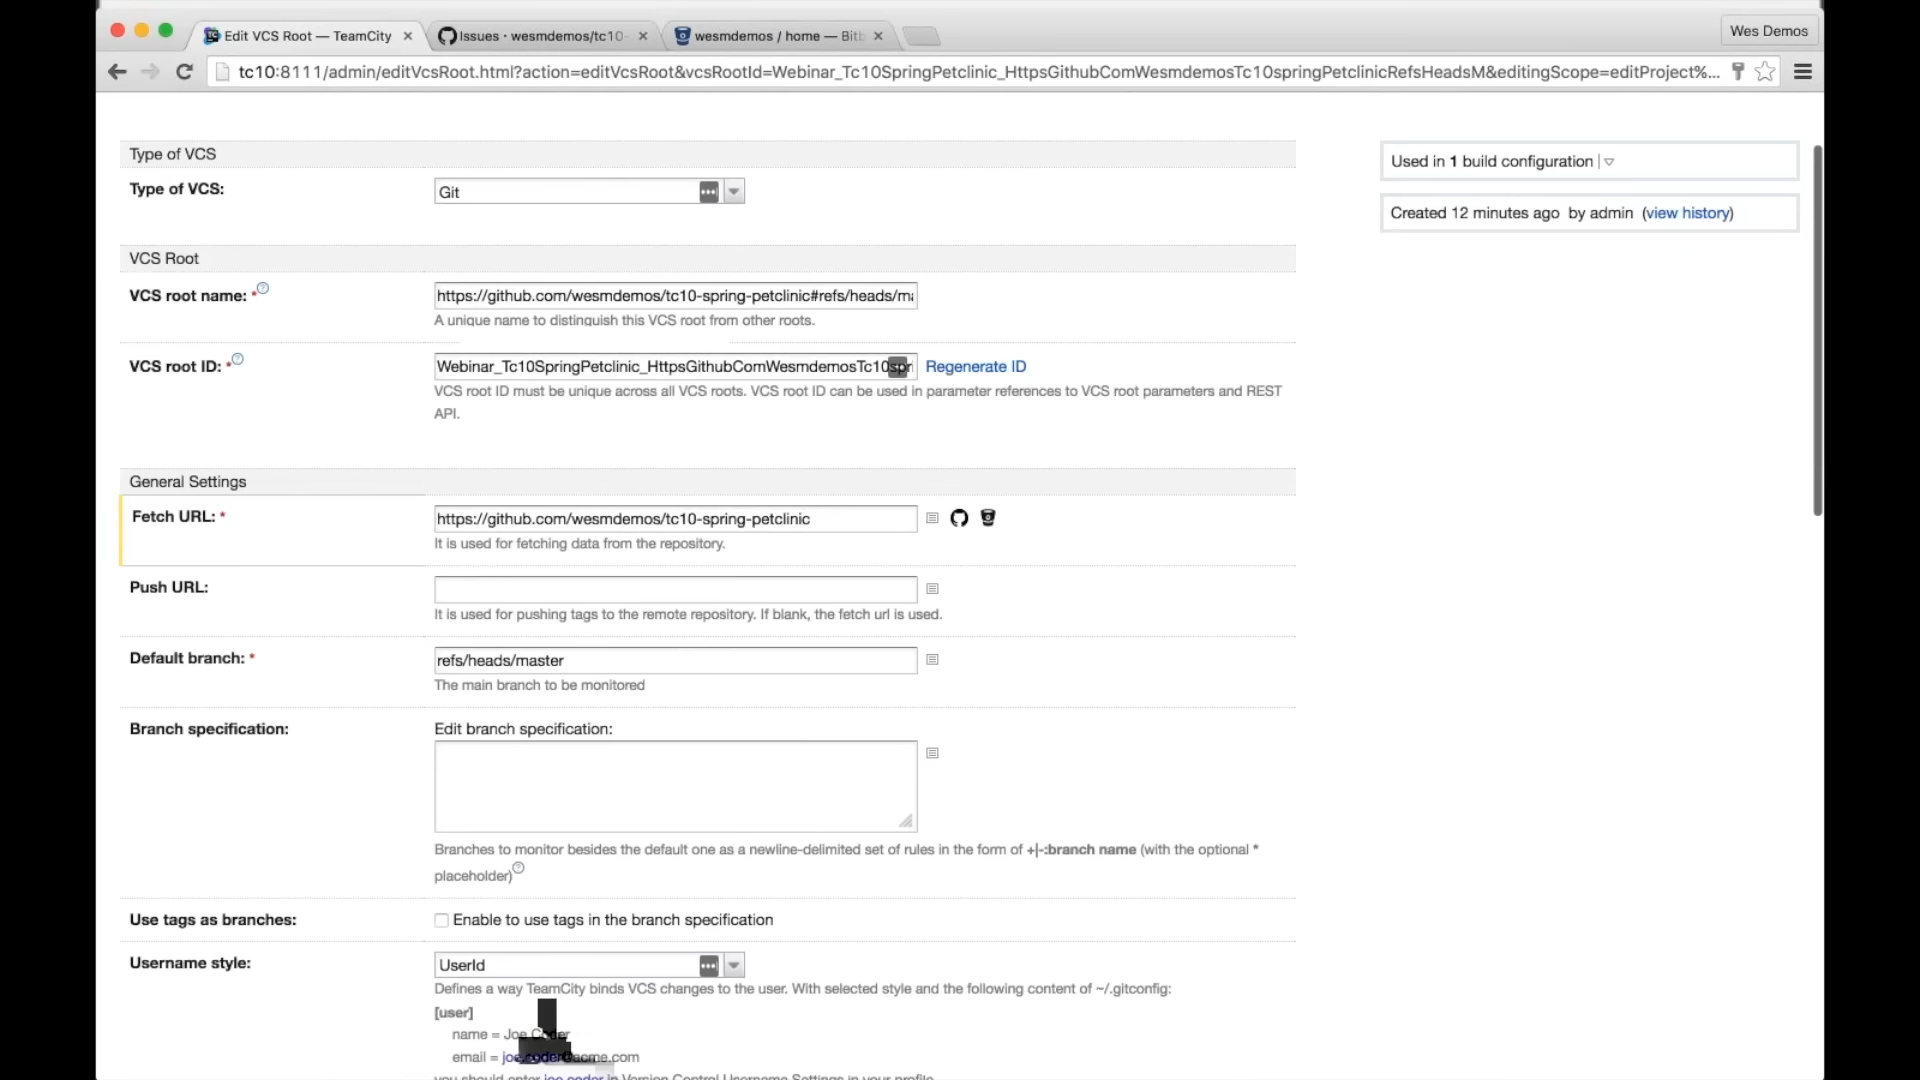 Edit VCS Root — TeamCity
Issues · wesmdemos/tc10-
wesmdemos / home — Bitb
Wes Demos
tc10:8111/admin/editVcsRoot.html?action=editVcsRoot&vcsRootId=Webinar_Tc10SpringPetclinic_HttpsGithubComWesmdemosTc10springPetclinicRefsHeadsM&editingScope=editProject%...
Type of VCS
Type of VCS:
Git
Used in 1 build configuration
Created 12 minutes ago by admin (view history)
VCS Root
VCS root name: *
https://github.com/wesmdemos/tc10-spring-petclinic#refs/heads/ma
A unique name to distinguish this VCS root from other roots.
VCS root ID: *
Webinar_Tc10SpringPetclinic_HttpsGithubComWesmdemosTc10spr
Regenerate ID
VCS root ID must be unique across all VCS roots. VCS root ID can be used in parameter references to VCS root parameters and REST
API.
General Settings
Fetch URL: *
https://github.com/wesmdemos/tc10-spring-petclinic
It is used for fetching data from the repository.
Push URL:
It is used for pushing tags to the remote repository. If blank, the fetch url is used.
Default branch: *
refs/heads/master
The main branch to be monitored
Branch specification:
Edit branch specification:
Branches to monitor besides the default one as a newline-delimited set of rules in the form of +|-:branch name (with the optional *
placeholder)
Use tags as branches:
Enable to use tags in the branch specification
Username style:
UserId
Defines a way TeamCity binds VCS changes to the user. With selected style and the following content of ~/.gitconfig:
[user]
name = Joe Coder
email = joe.coder@acme.com
you should enter joe.coder in Version Control Username Settings in your profile